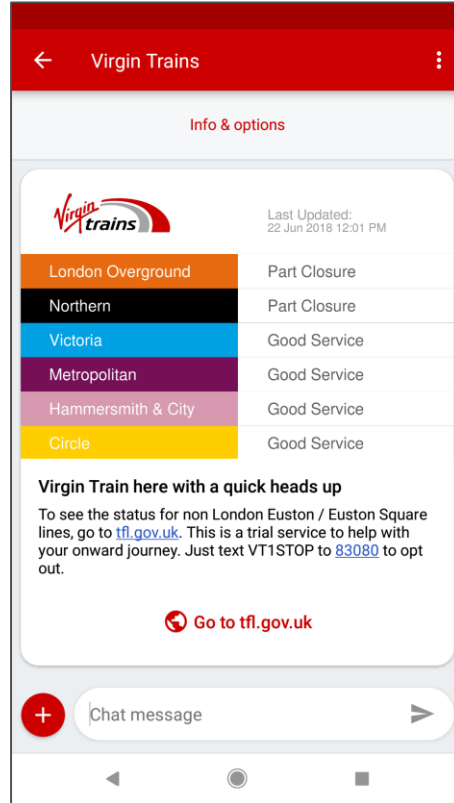 Virgin Trains
Info & options
Virgin
trains
Last Updated:
22 Jun 2018 12:01 PM
London Overground Part Closure
Northern Part Closure
Victoria Good Service
Metropolitan Good Service
Hammersmith & City Good Service
Circle Good Service
Virgin Train here with a quick heads up
To see the status for non London Euston / Euston Square
lines, go to tfl.gov.uk. This is a trial service to help with
your onward journey. Just text VT1STOP to 83080 to opt
out.
Go to tfl.gov.uk
Chat message